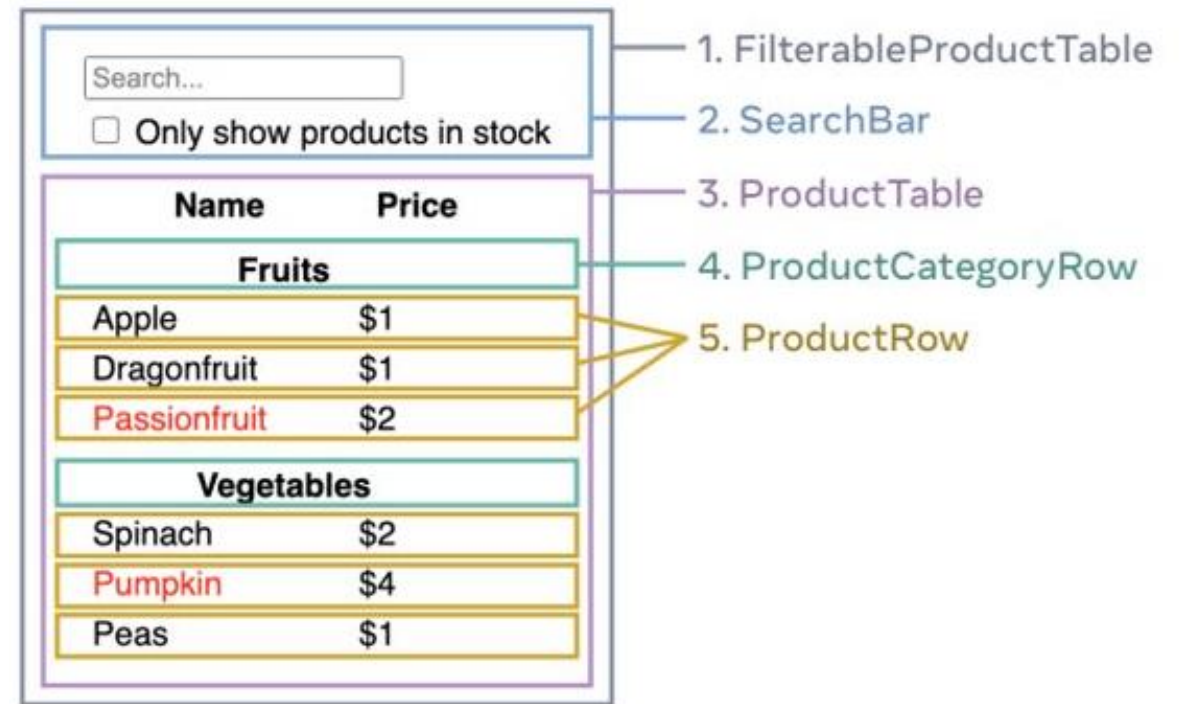 Search...
Only show products in stock
Name Price
Fruits
Apple $1
Dragonfruit $1
Passionfruit $2
Vegetables
Spinach $2
Pumpkin $4
Peas $1
1. FilterableProductTable
2. SearchBar
3. ProductTable
4. ProductCategoryRow
5. ProductRow